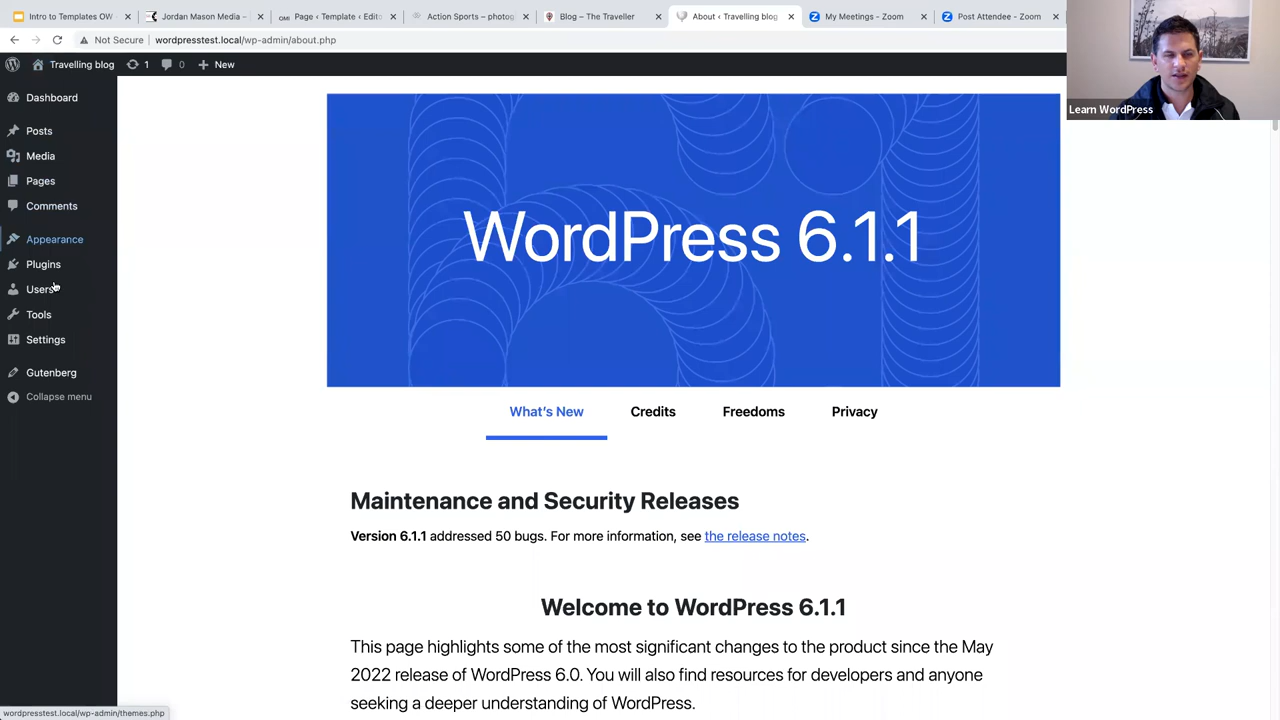 Intro to Templates OW
Jordan Mason Media –
Page ‹ Template ‹ Edito
Action Sports – photog
Blog – The Traveller
About ‹ Travelling blog
My Meetings - Zoom
Post Attendee - Zoom
Not Secure
wordpresstest.local/wp-admin/about.php
Travelling blog
1
0
New
Learn WordPress
Dashboard
Posts
Media
Pages
Comments
Appearance
Plugins
Users
Tools
Settings
Gutenberg
Collapse menu
WordPress 6.1.1
What's New
Credits
Freedoms
Privacy
Maintenance and Security Releases
Version 6.1.1 addressed 50 bugs. For more information, see the release notes.
Welcome to WordPress 6.1.1
This page highlights some of the most significant changes to the product since the May
2022 release of WordPress 6.0. You will also find resources for developers and anyone
seeking a deeper understanding of WordPress.
wordpresstest.local/wp-admin/themes.php